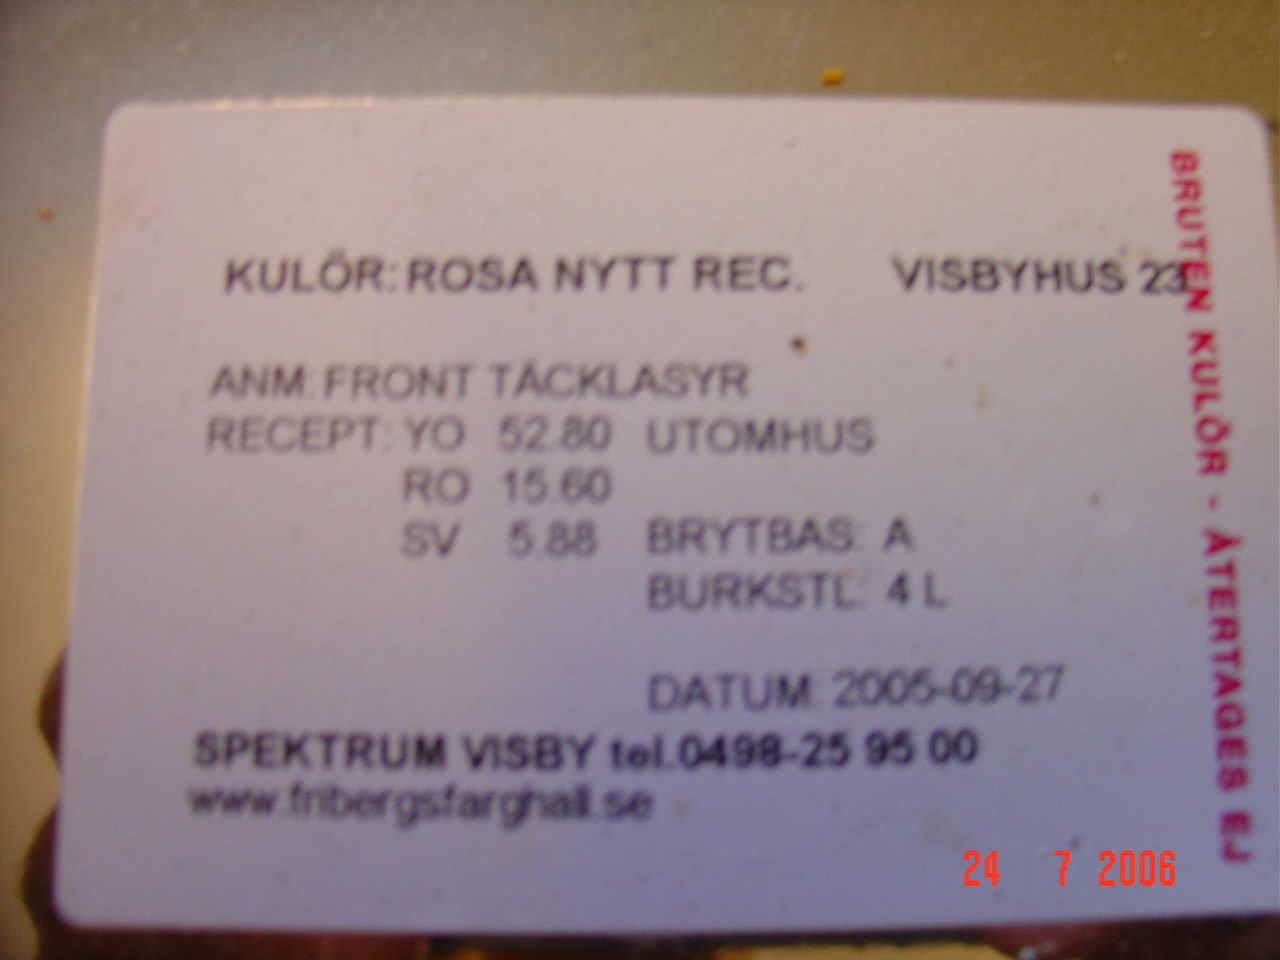 KULÖR: ROSA NYTT REC. VISBYHUS 23
ANM: FRONT TÄCKLASYR
RECEPT: YO 52.80 UTOMHUS
RO 15.60
SV 5.88 BRYTBAS: A
BURKSTL: 4 L
DATUM: 2005-09-27
SPEKTRUM VISBY tel.0498-25 95 00
www.fribergsfarghall.se
BRUTEN KULÖR - ÅTERTAGES EJ
24 7 2006